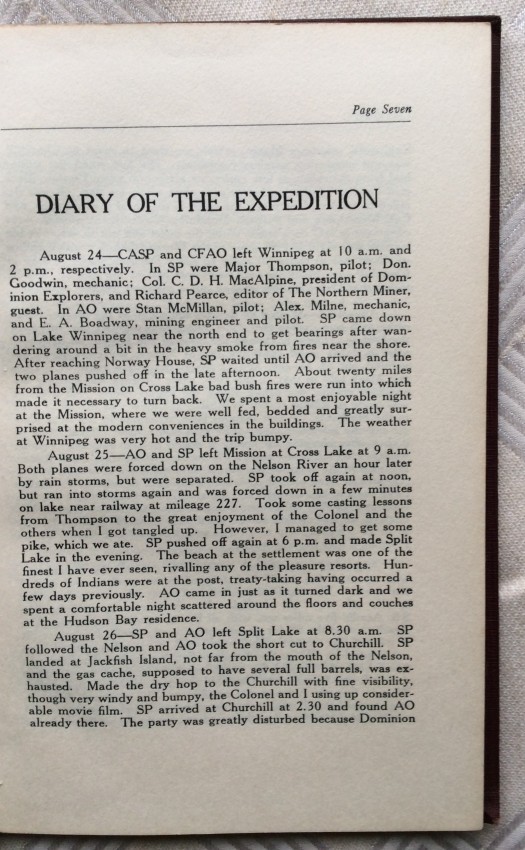 Page Seven
DIARY OF THE EXPEDITION
August 24—CASP and CFAO left Winnipeg at 10 a.m. and
2 p.m., respectively. In SP were Major Thompson, pilot; Don.
Goodwin, mechanic; Col. C. D. H. MacAlpine, president of Dom-
inion Explorers, and Richard Pearce, editor of The Northern Miner,
guest. In AO were Stan McMillan, pilot; Alex. Milne, mechanic,
and E. A. Boadway, mining engineer and pilot. SP came down
on Lake Winnipeg near the north end to get bearings after wan-
dering around a bit in the heavy smoke from fires near the shore.
After reaching Norway House, SP waited until AO arrived and the
two planes pushed off in the late afternoon. About twenty miles
from the Mission on Cross Lake bad bush fires were run into which
made it necessary to turn back. We spent a most enjoyable night
at the Mission, where we were well fed, bedded and greatly sur-
prised at the modern conveniences in the buildings. The weather
at Winnipeg was very hot and the trip bumpy.
August 25—AO and SP left Mission at Cross Lake at 9 a.m.
Both planes were forced down on the Nelson River an hour later
by rain storms, but were separated. SP took off again at noon,
but ran into storms again and was forced down in a few minutes
on lake near railway at mileage 227. Took some casting lessons
from Thompson to the great enjoyment of the Colonel and the
others when I got tangled up. However, I managed to get some
pike, which we ate. SP pushed off again at 6 p.m. and made Split
Lake in the evening. The beach at the settlement was one of the
finest I have ever seen, rivalling any of the pleasure resorts. Hun-
dreds of Indians were at the post, treaty-taking having occurred a
few days previously. AO came in just as it turned dark and we
spent a comfortable night scattered around the floors and couches
at the Hudson Bay residence.
August 26—SP and AO left Split Lake at 8.30 a.m. SP
followed the Nelson and AO took the short cut to Churchill. SP
landed at Jackfish Island, not far from the mouth of the Nelson,
and the gas cache, supposed to have several full barrels, was ex-
hausted. Made the dry hop to the Churchill with fine visibility,
though very windy and bumpy, the Colonel and I using up consider-
able movie film. SP arrived at Churchill at 2.30 and found AO
already there. The party was greatly disturbed because Dominion